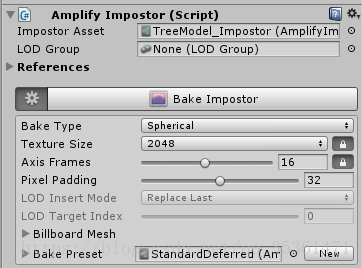 Amplify Impostor (Script)
Impostor Asset TreeModel_Impostor (AmplifyIm
LOD Group None (LOD Group)
References
Bake Impostor
Bake Type Spherical
Texture Size 2048
Axis Frames 16
Pixel Padding 32
LOD Insert Mode Replace Last
LOD Target Index 0
Billboard Mesh
Bake Preset StandardDeferred (Am New